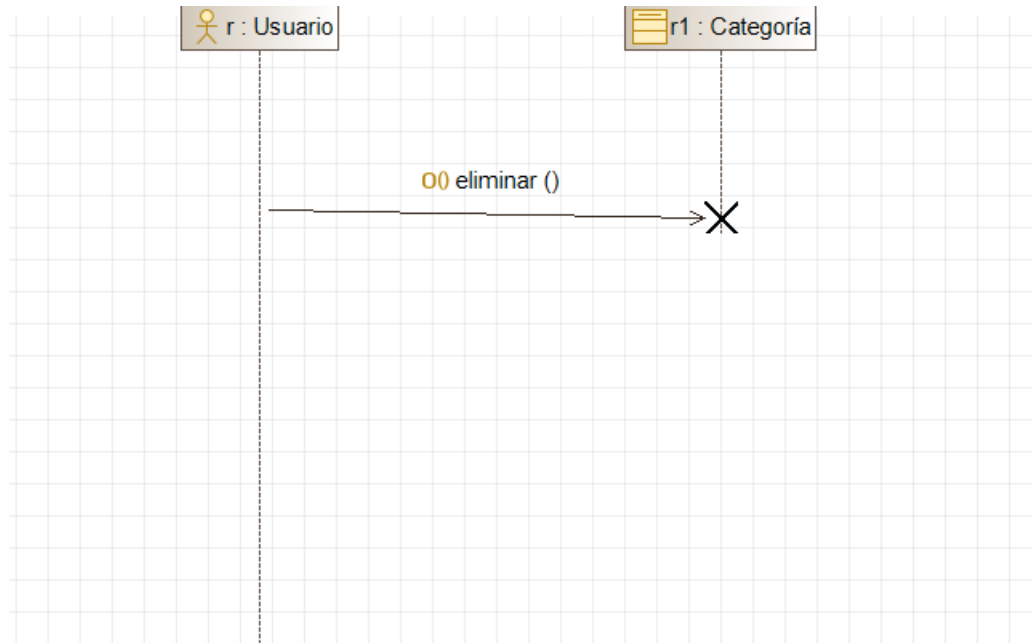 r : Usuario
r1 : Categoría
O() eliminar ()